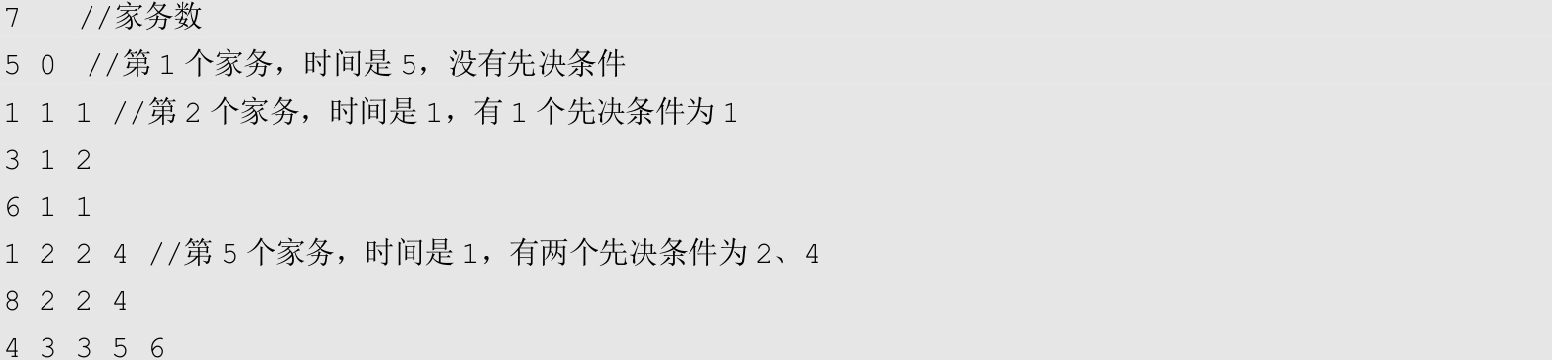 7 //家务数
5 0 //第 1 个家务，时间是 5，没有先决条件
1 1 1 //第 2 个家务，时间是 1，有 1 个先决条件为 1
3 1 2
6 1 1
1 2 2 4 //第 5 个家务，时间是 1，有两个先决条件为 2、4
8 2 2 4
4 3 3 5 6